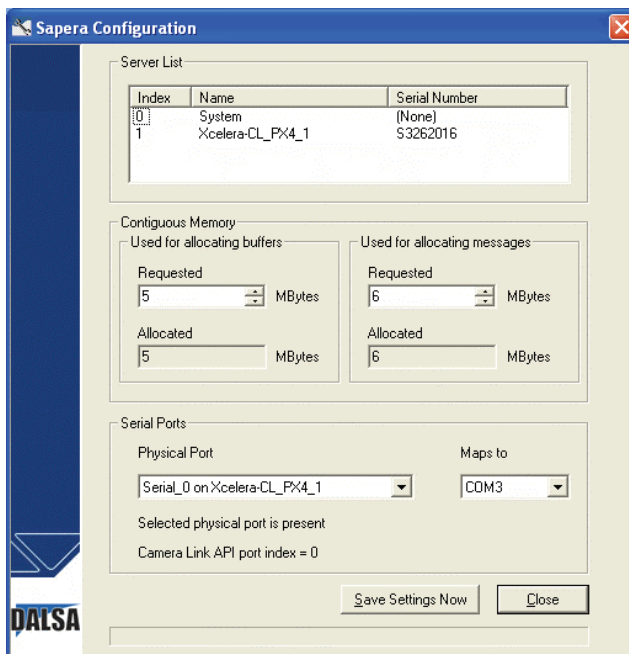 Sapera Configuration
Server List
Index Name Serial Number
0 System (None)
1 Xcelera-CL_PX4_1 S3262016
Contiguous Memory
Used for allocating buffers Used for allocating messages
Requested Requested
5 MBytes 6 MBytes
Allocated Allocated
5 MBytes 6 MBytes
Serial Ports
Physical Port Maps to
Serial_0 on Xcelera-CL_PX4_1 COM3
Selected physical port is present
Camera Link API port index = 0
Save Settings Now Close
DALSA